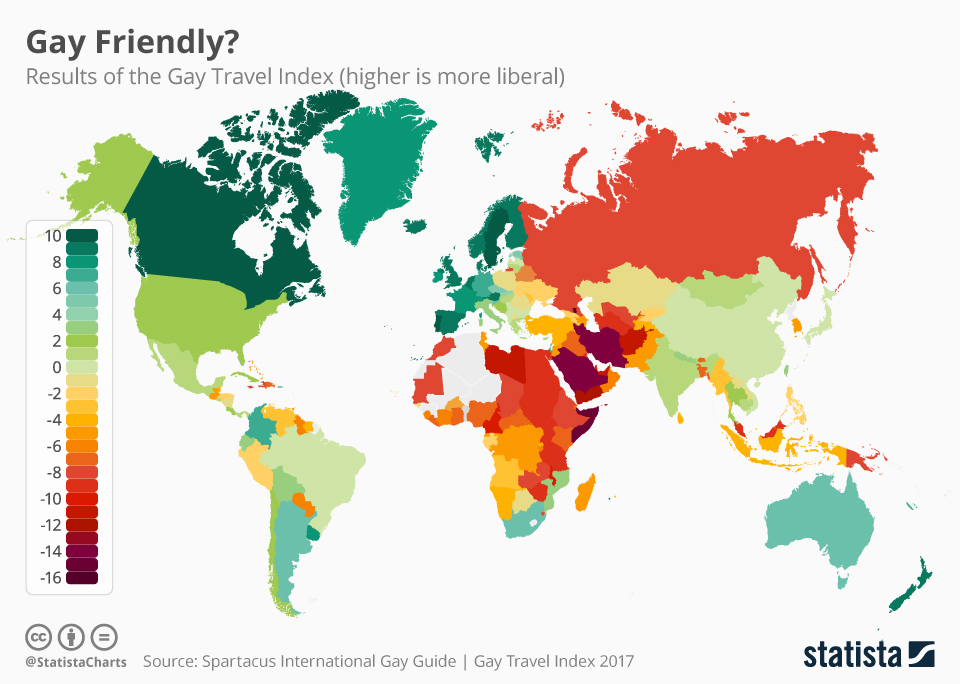 Gay Friendly?
Results of the Gay Travel Index (higher is more liberal)
10
8
6
4
2
0
-2
-4
-6
-8
-10
-12
-14
-16
cc
@StatistaCharts
Source: Spartacus International Gay Guide | Gay Travel Index 2017
statista